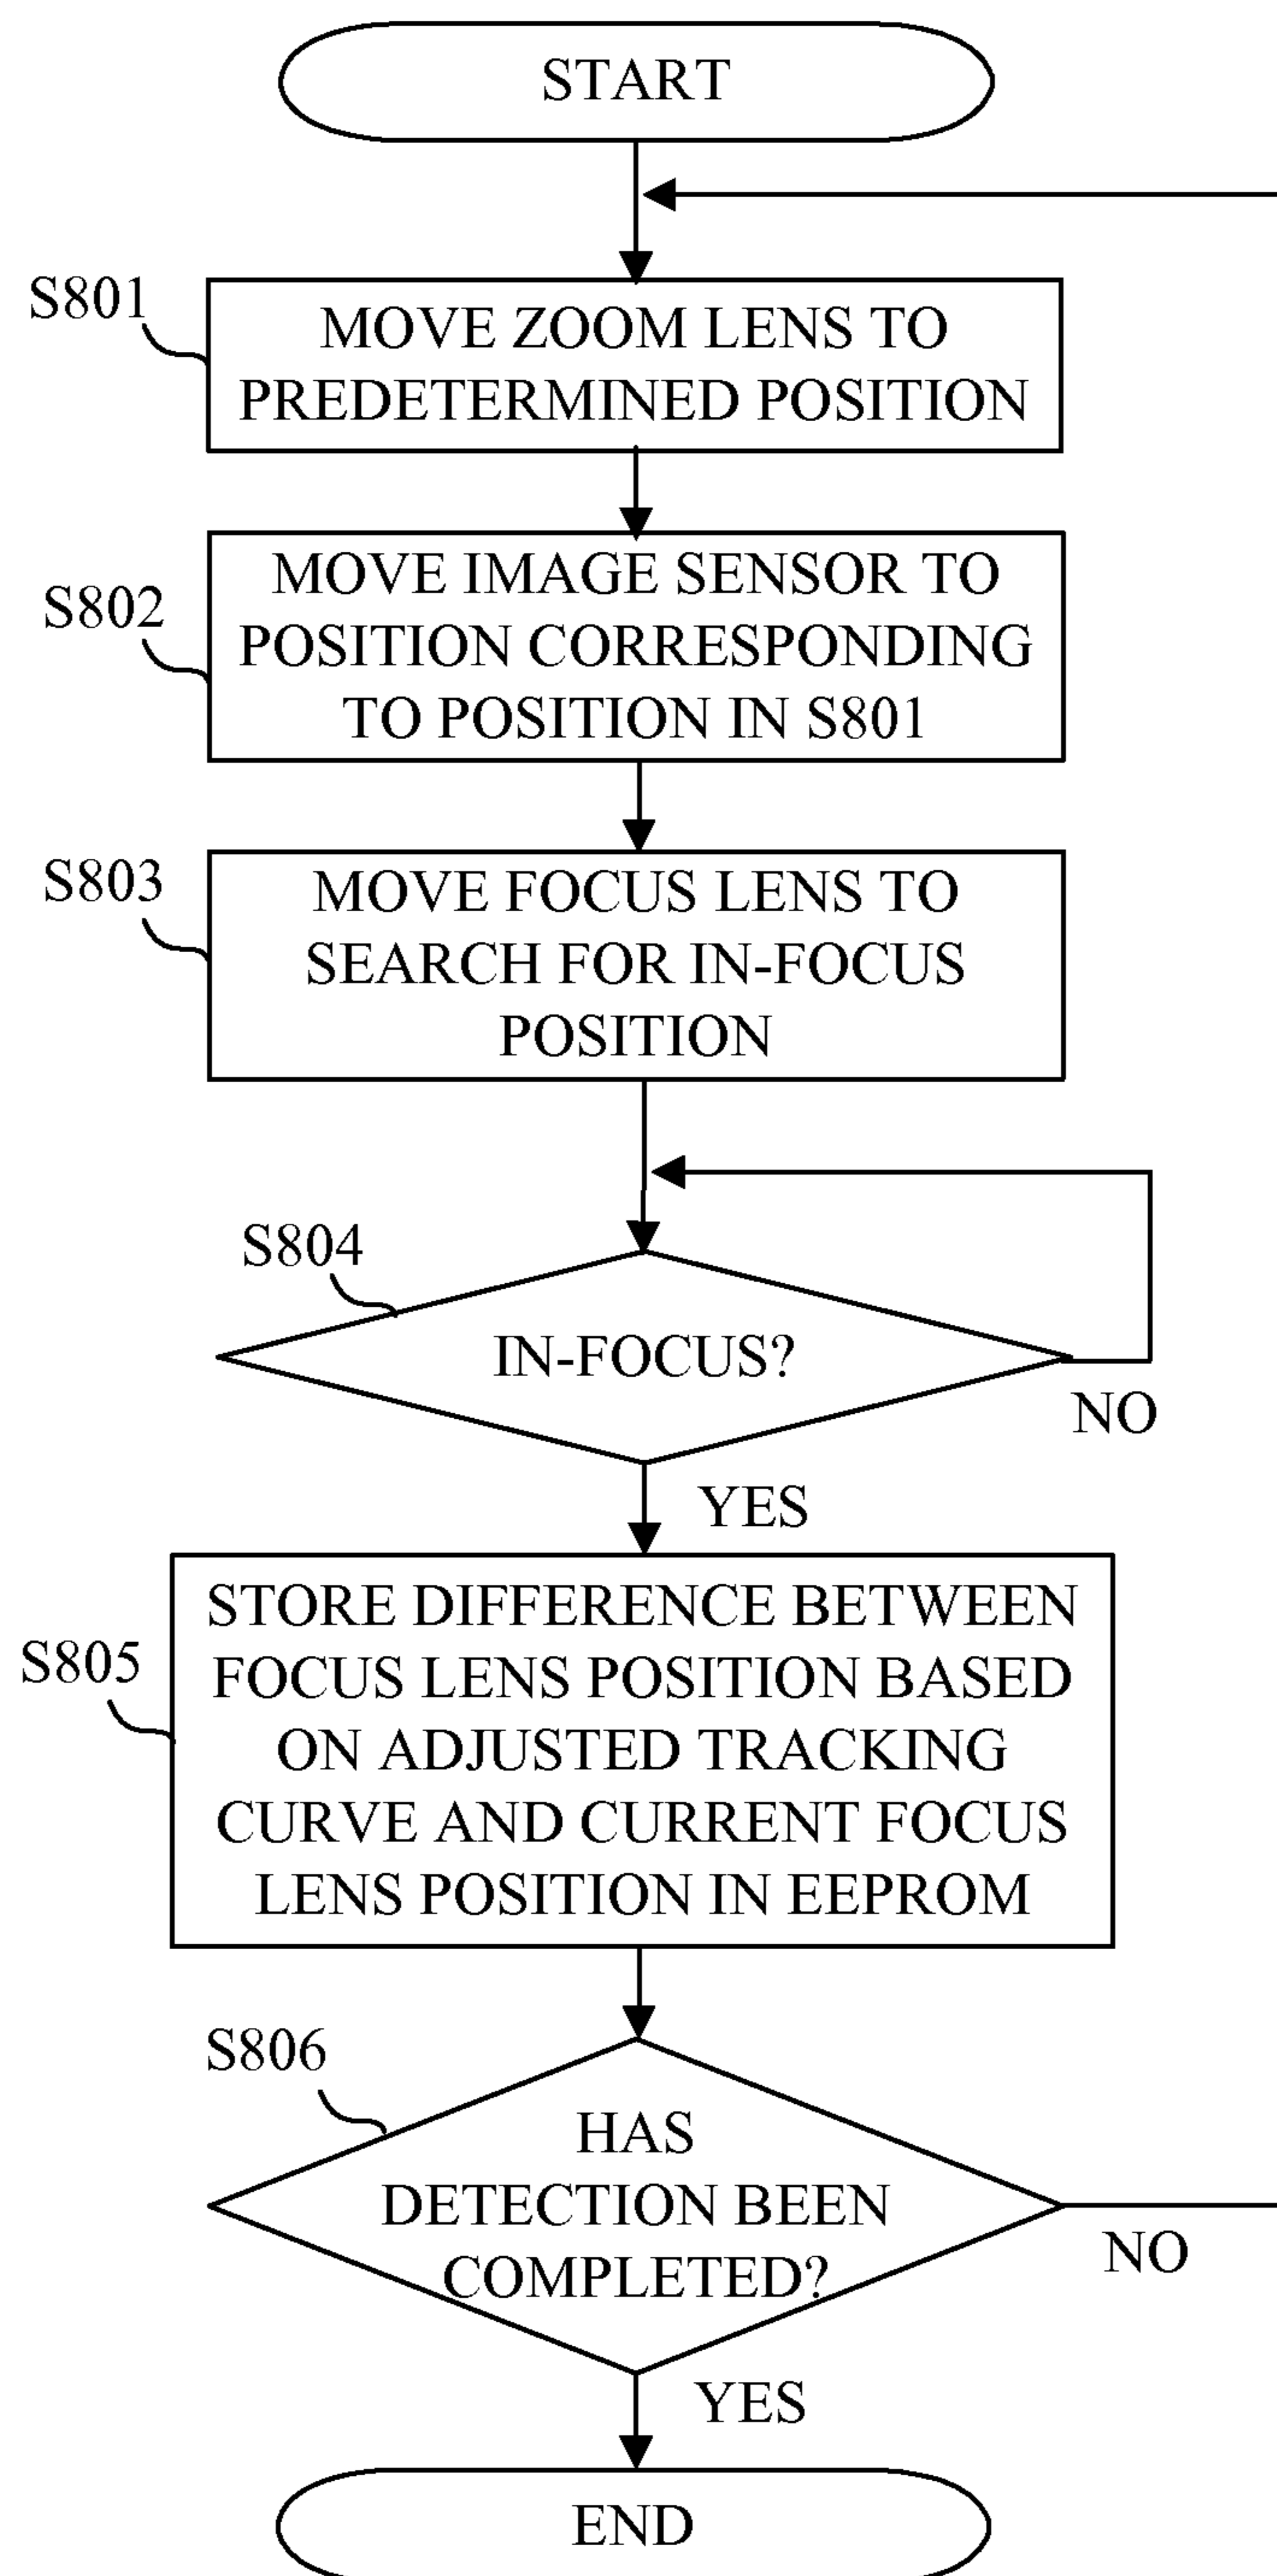 START
S801
MOVE ZOOM LENS TO
PREDETERMINED POSITION
S802
MOVE IMAGE SENSOR TO
POSITION CORRESPONDING
TO POSITION IN S801
S803
MOVE FOCUS LENS TO
SEARCH FOR IN-FOCUS
POSITION
S804
IN-FOCUS?
NO
YES
S805
STORE DIFFERENCE BETWEEN
FOCUS LENS POSITION BASED
ON ADJUSTED TRACKING
CURVE AND CURRENT FOCUS
LENS POSITION IN EEPROM
S806
HAS
DETECTION BEEN
COMPLETED?
NO
YES
END